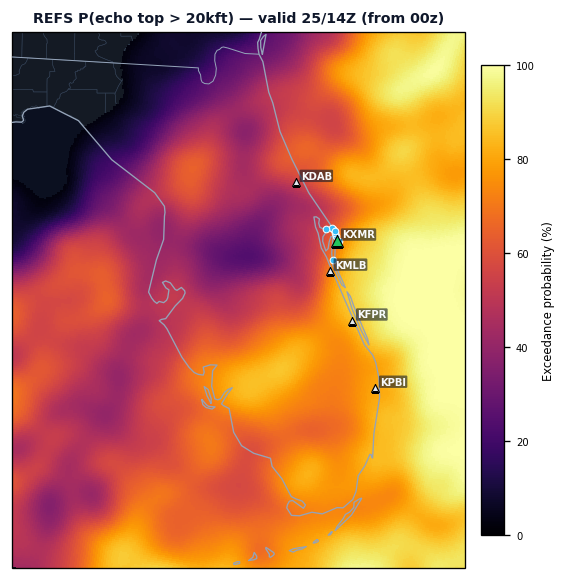 REFS P(echo top > 20kft) — valid 25/14Z (from 00z)
KDAB
KXMR
KMLB
KFPR
KPBI
100
80
60
40
20
0
Exceedance probability (%)